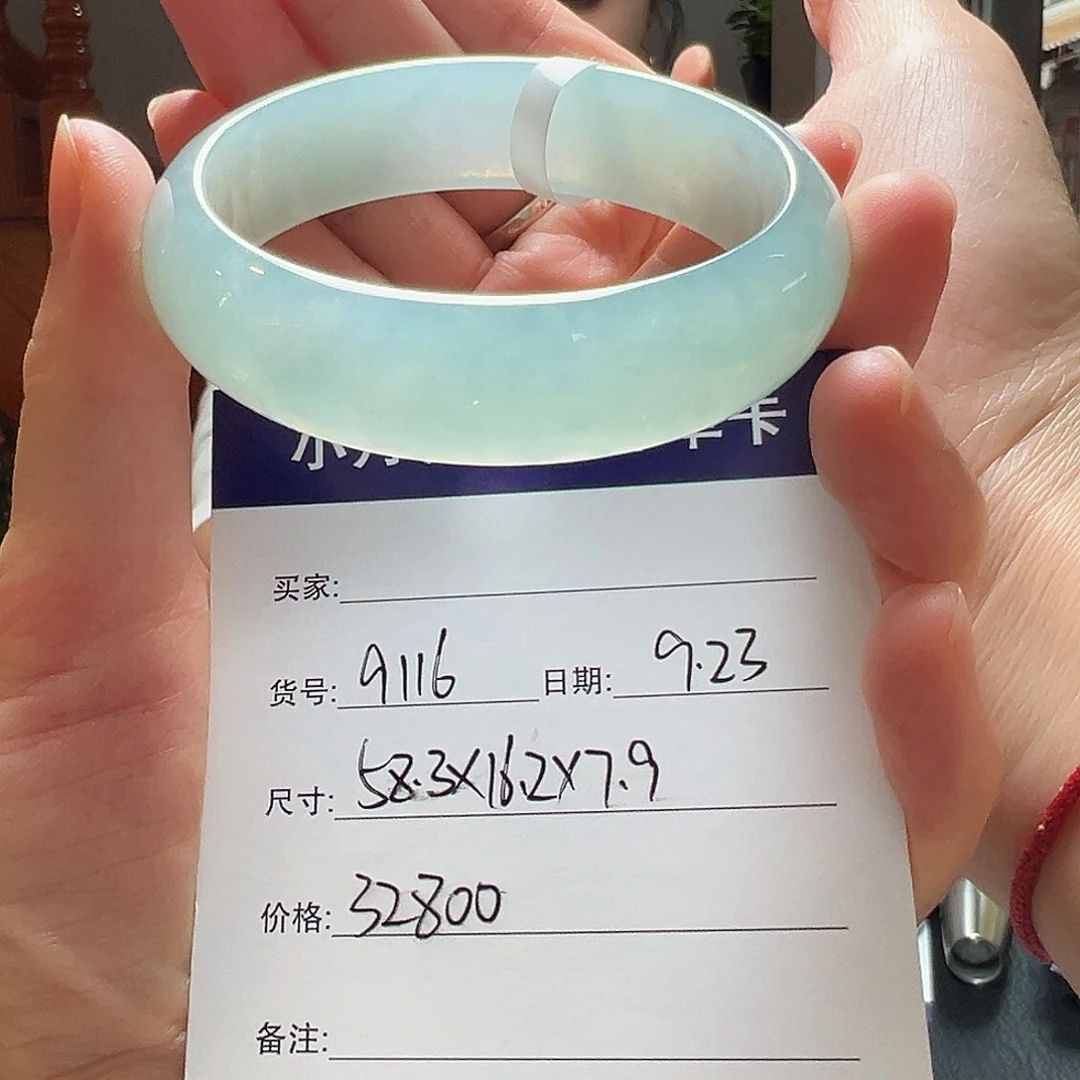 卡
买家:
货号: 9116 日期: 9.23
尺寸: 58.3X16.2X7.9
价格: 32800
备注: